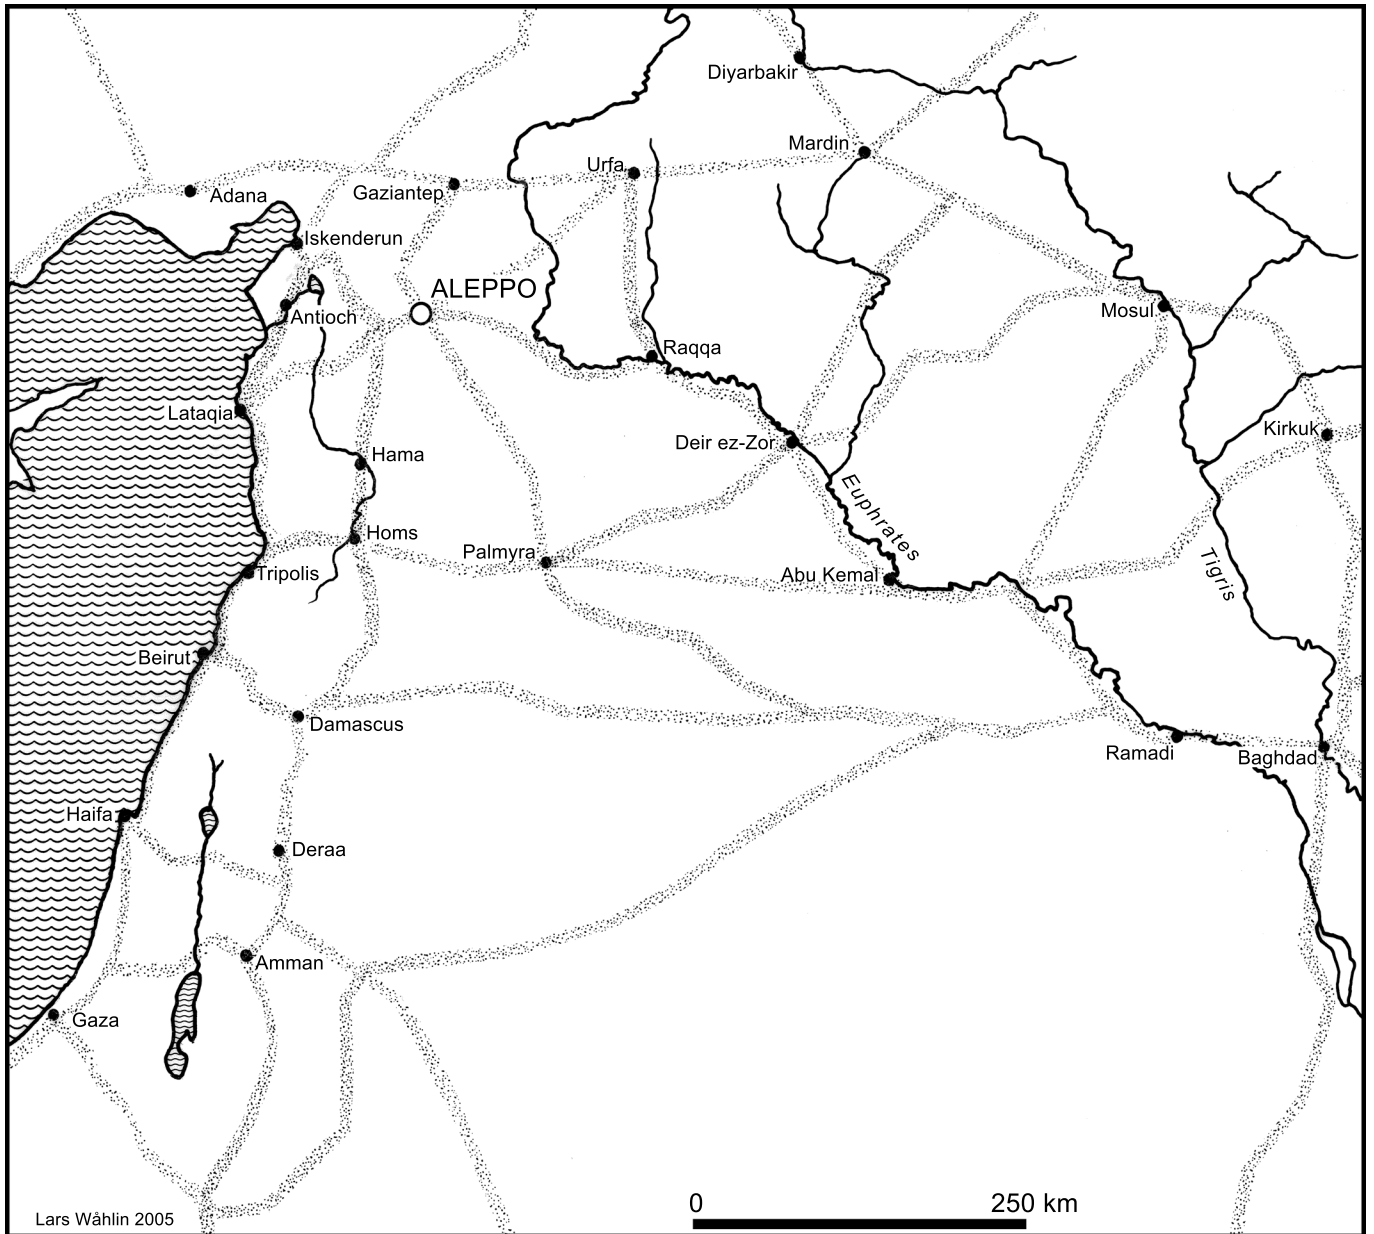 Diyarbakir
Mardin
Urfa
Adana
Gaziantep
Iskenderun
ALEPPO
Antioch
Mosul
Raqqa
Lataqia
Kirkuk
Deir ez-Zor
Hama
Euphrates
Homs
Palmyra
Tripolis
Abu Kemal
Tigris
Beirut
Damascus
Ramadi
Baghdad
Haifa
Deraa
Amman
Gaza
0 250 km
Lars Wåhlin 2005